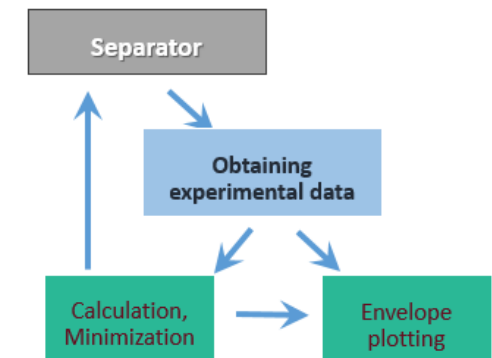 Separator
Obtaining
experimental data
Calculation,
Minimization
Envelope
plotting